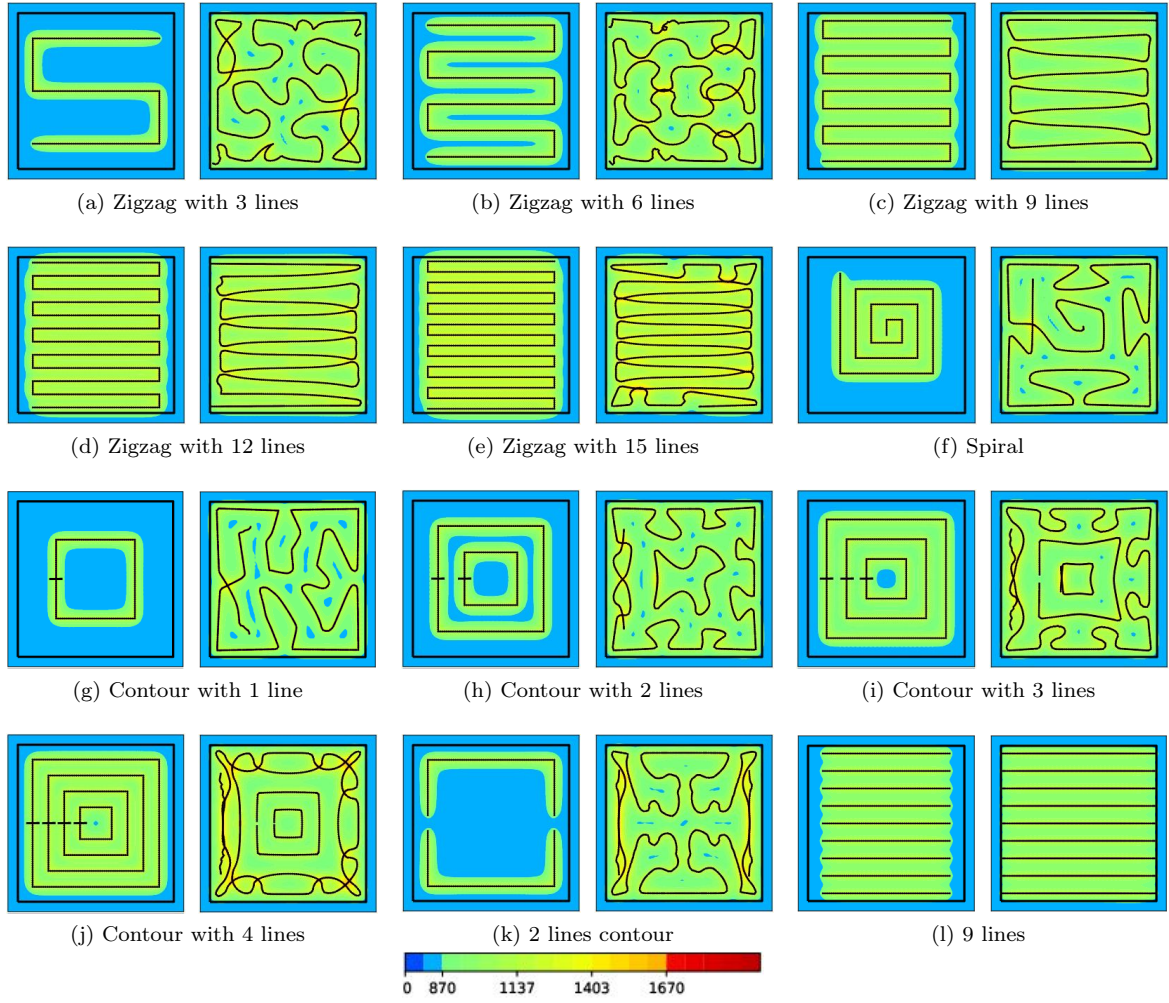 (a) Zigzag with 3 lines
(b) Zigzag with 6 lines
(c) Zigzag with 9 lines
(d) Zigzag with 12 lines
(e) Zigzag with 15 lines
(f) Spiral
(g) Contour with 1 line
(h) Contour with 2 lines
(i) Contour with 3 lines
(j) Contour with 4 lines
(k) 2 lines contour
(l) 9 lines
0 870 1137 1403 1670